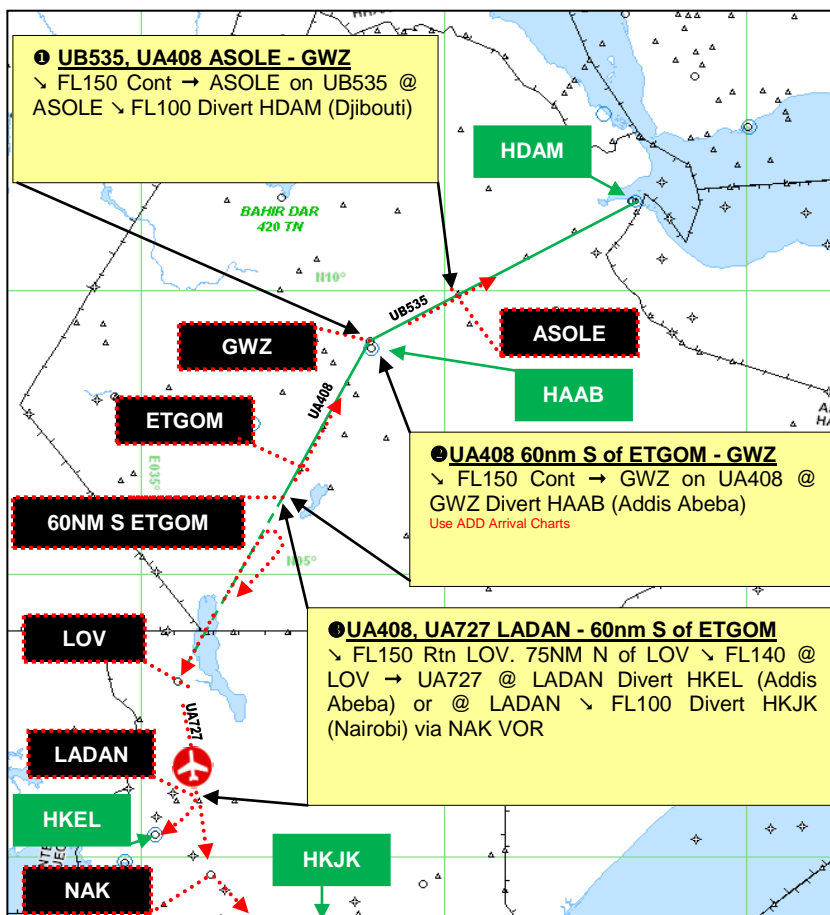 ❶ UB535, UA408 ASOLE - GWZ
↘ FL150 Cont → ASOLE on UB535 @
ASOLE ↘ FL100 Divert HDAM (Djibouti)
HDAM
BAHIR DAR
420 TN
N10°
UB535
GWZ
ASOLE
HAAB
UA408
ETGOM
E035°
❷UA408 60nm S of ETGOM - GWZ
↘ FL150 Cont → GWZ on UA408 @
GWZ Divert HAAB (Addis Abeba)
Use ADD Arrival Charts
60NM S ETGOM
N05°
LOV
❸UA408, UA727 LADAN - 60nm S of ETGOM
↘ FL150 Rtn LOV. 75NM N of LOV ↘ FL140 @
LOV → UA727 @ LADAN Divert HKEL (Addis
Abeba) or @ LADAN ↘ FL100 Divert HKJK
(Nairobi) via NAK VOR
UA727
LADAN
HKEL
HKJK
NAK